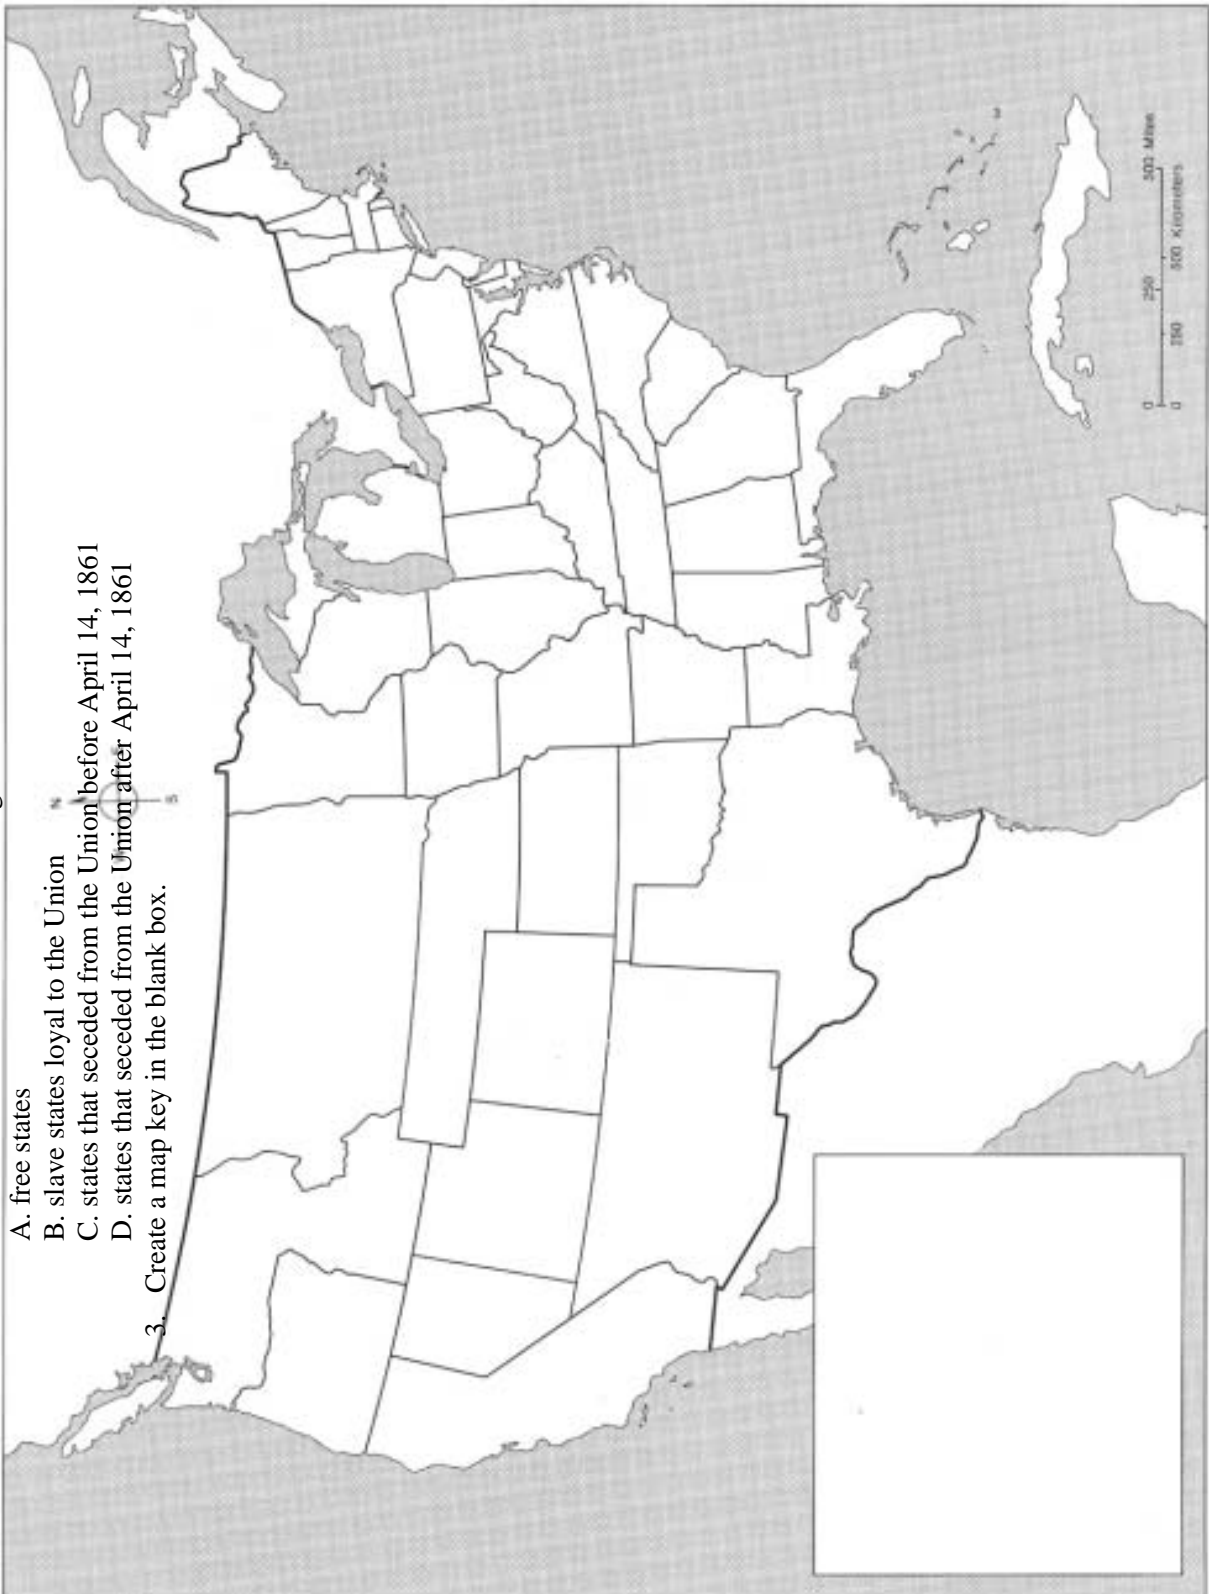 A. free states
B. slave states loyal to the Union
C. states that seceded from the Union before April 14, 1861
D. states that seceded from the Union after April 14, 1861
3. Create a map key in the blank box.
N
S
0 250 500 Miles
0 250 500 Kilometers